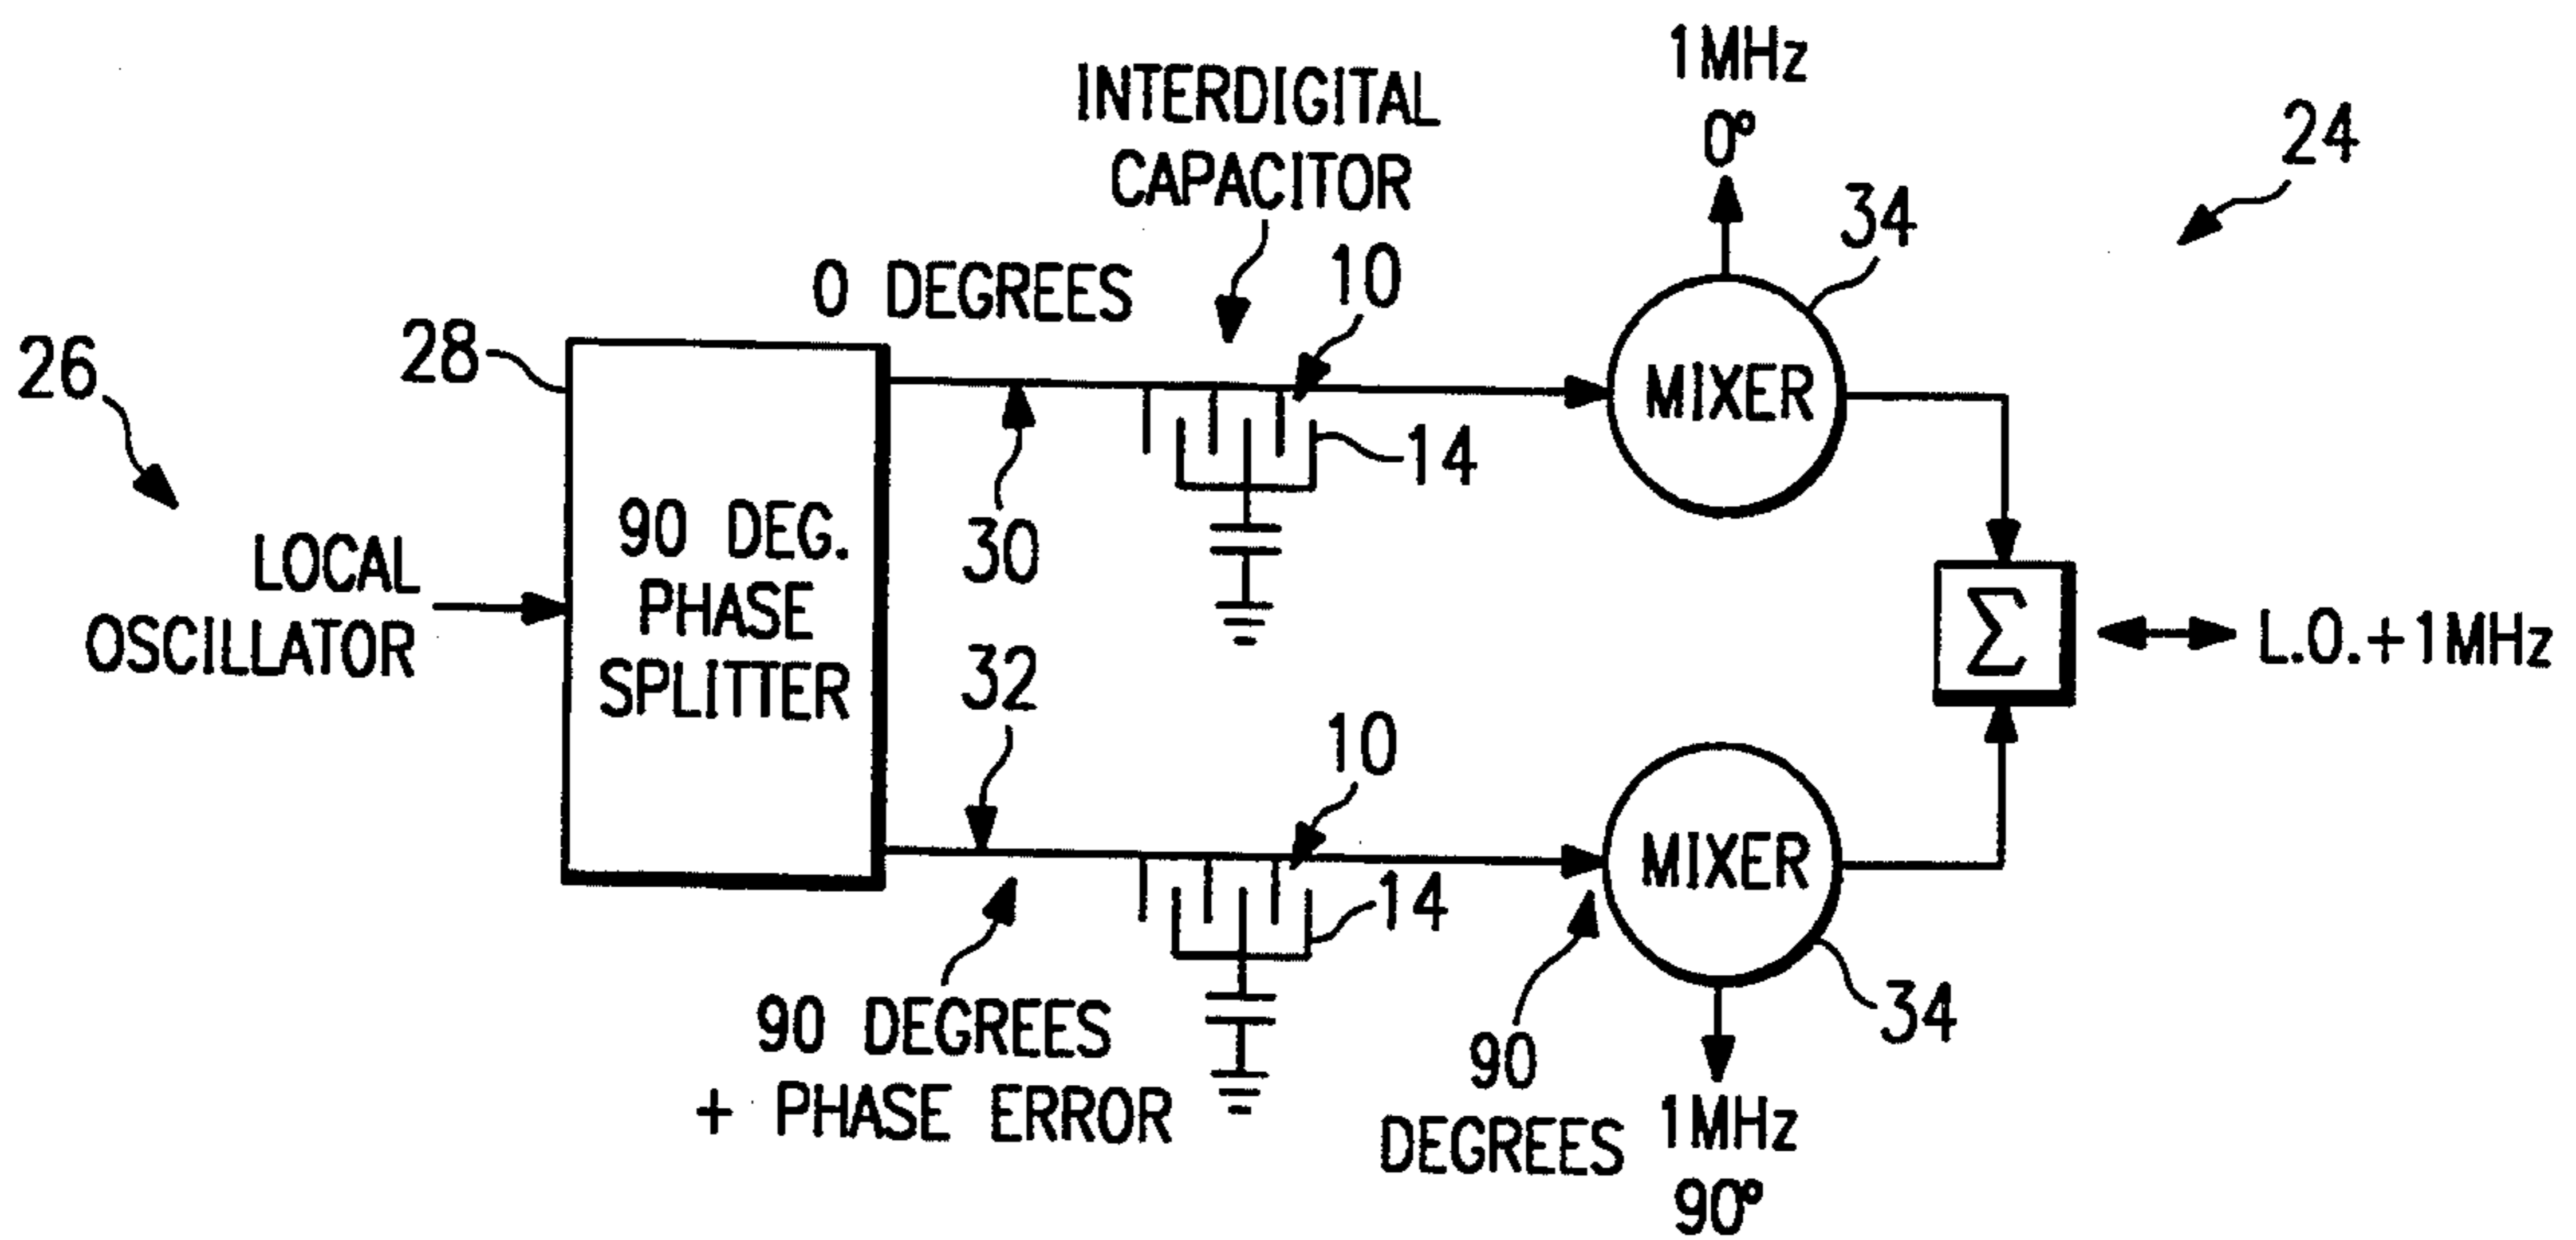 1MHz
0°
INTERDIGITAL
CAPACITOR
24
34
10
0 DEGREES
28
26
MIXER
14
90 DEG.
PHASE
SPLITTER
30
LOCAL
OSCILLATOR
Σ
L.O.+1MHz
32
10
MIXER
14
90 DEGREES
+ PHASE ERROR
34
90
DEGREES
1MHz
90°